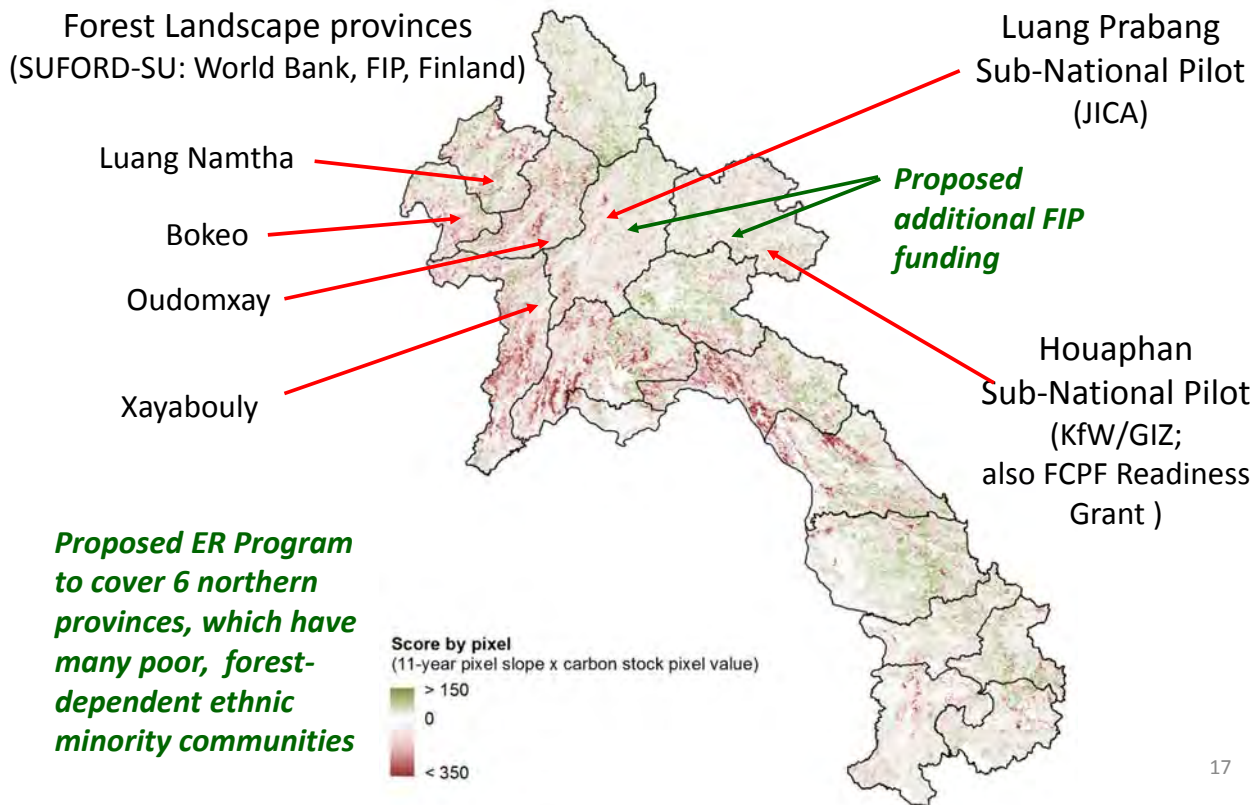 Forest Landscape provinces
(SUFORD-SU: World Bank, FIP, Finland)
Luang Prabang
Sub-National Pilot
(JICA)
Luang Namtha
Bokeo
Oudomxay
Xayabouly
Proposed
additional FIP
funding
Houaphan
Sub-National Pilot
(KfW/GIZ;
also FCPF Readiness
Grant )
Proposed ER Program
to cover 6 northern
provinces, which have
many poor, forest-
dependent ethnic
minority communities
Score by pixel
(11-year pixel slope x carbon stock pixel value)
> 150
0
< 350
17